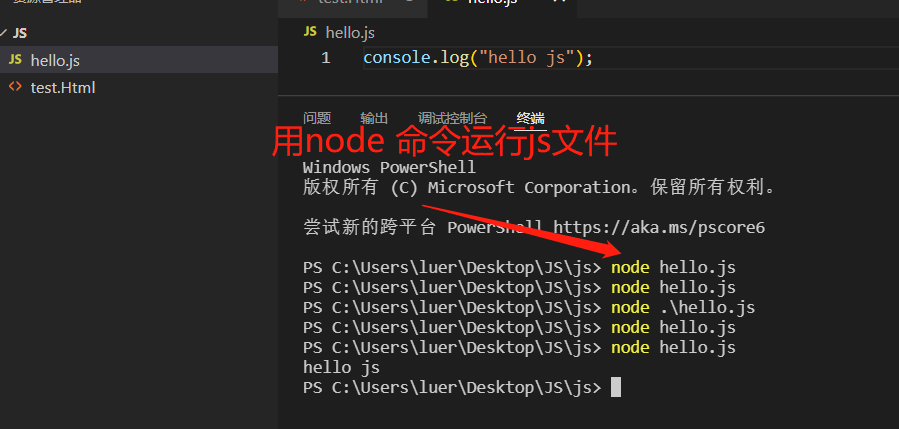 JS
JS hello.js
<> test.Html
hello.js
JS hello.js
1 console.log("hello js");
问题 输出 调试控制台 终端
用node 命令运行js文件
Windows PowerShell
版权所有 (C) Microsoft Corporation。保留所有权利。
尝试新的跨平台 PowerShell https://aka.ms/pscore6
PS C:\Users\luer\Desktop\JS\js> node hello.js
PS C:\Users\luer\Desktop\JS\js> node hello.js
PS C:\Users\luer\Desktop\JS\js> node .\hello.js
PS C:\Users\luer\Desktop\JS\js> node hello.js
PS C:\Users\luer\Desktop\JS\js> node hello.js
hello js
PS C:\Users\luer\Desktop\JS\js>